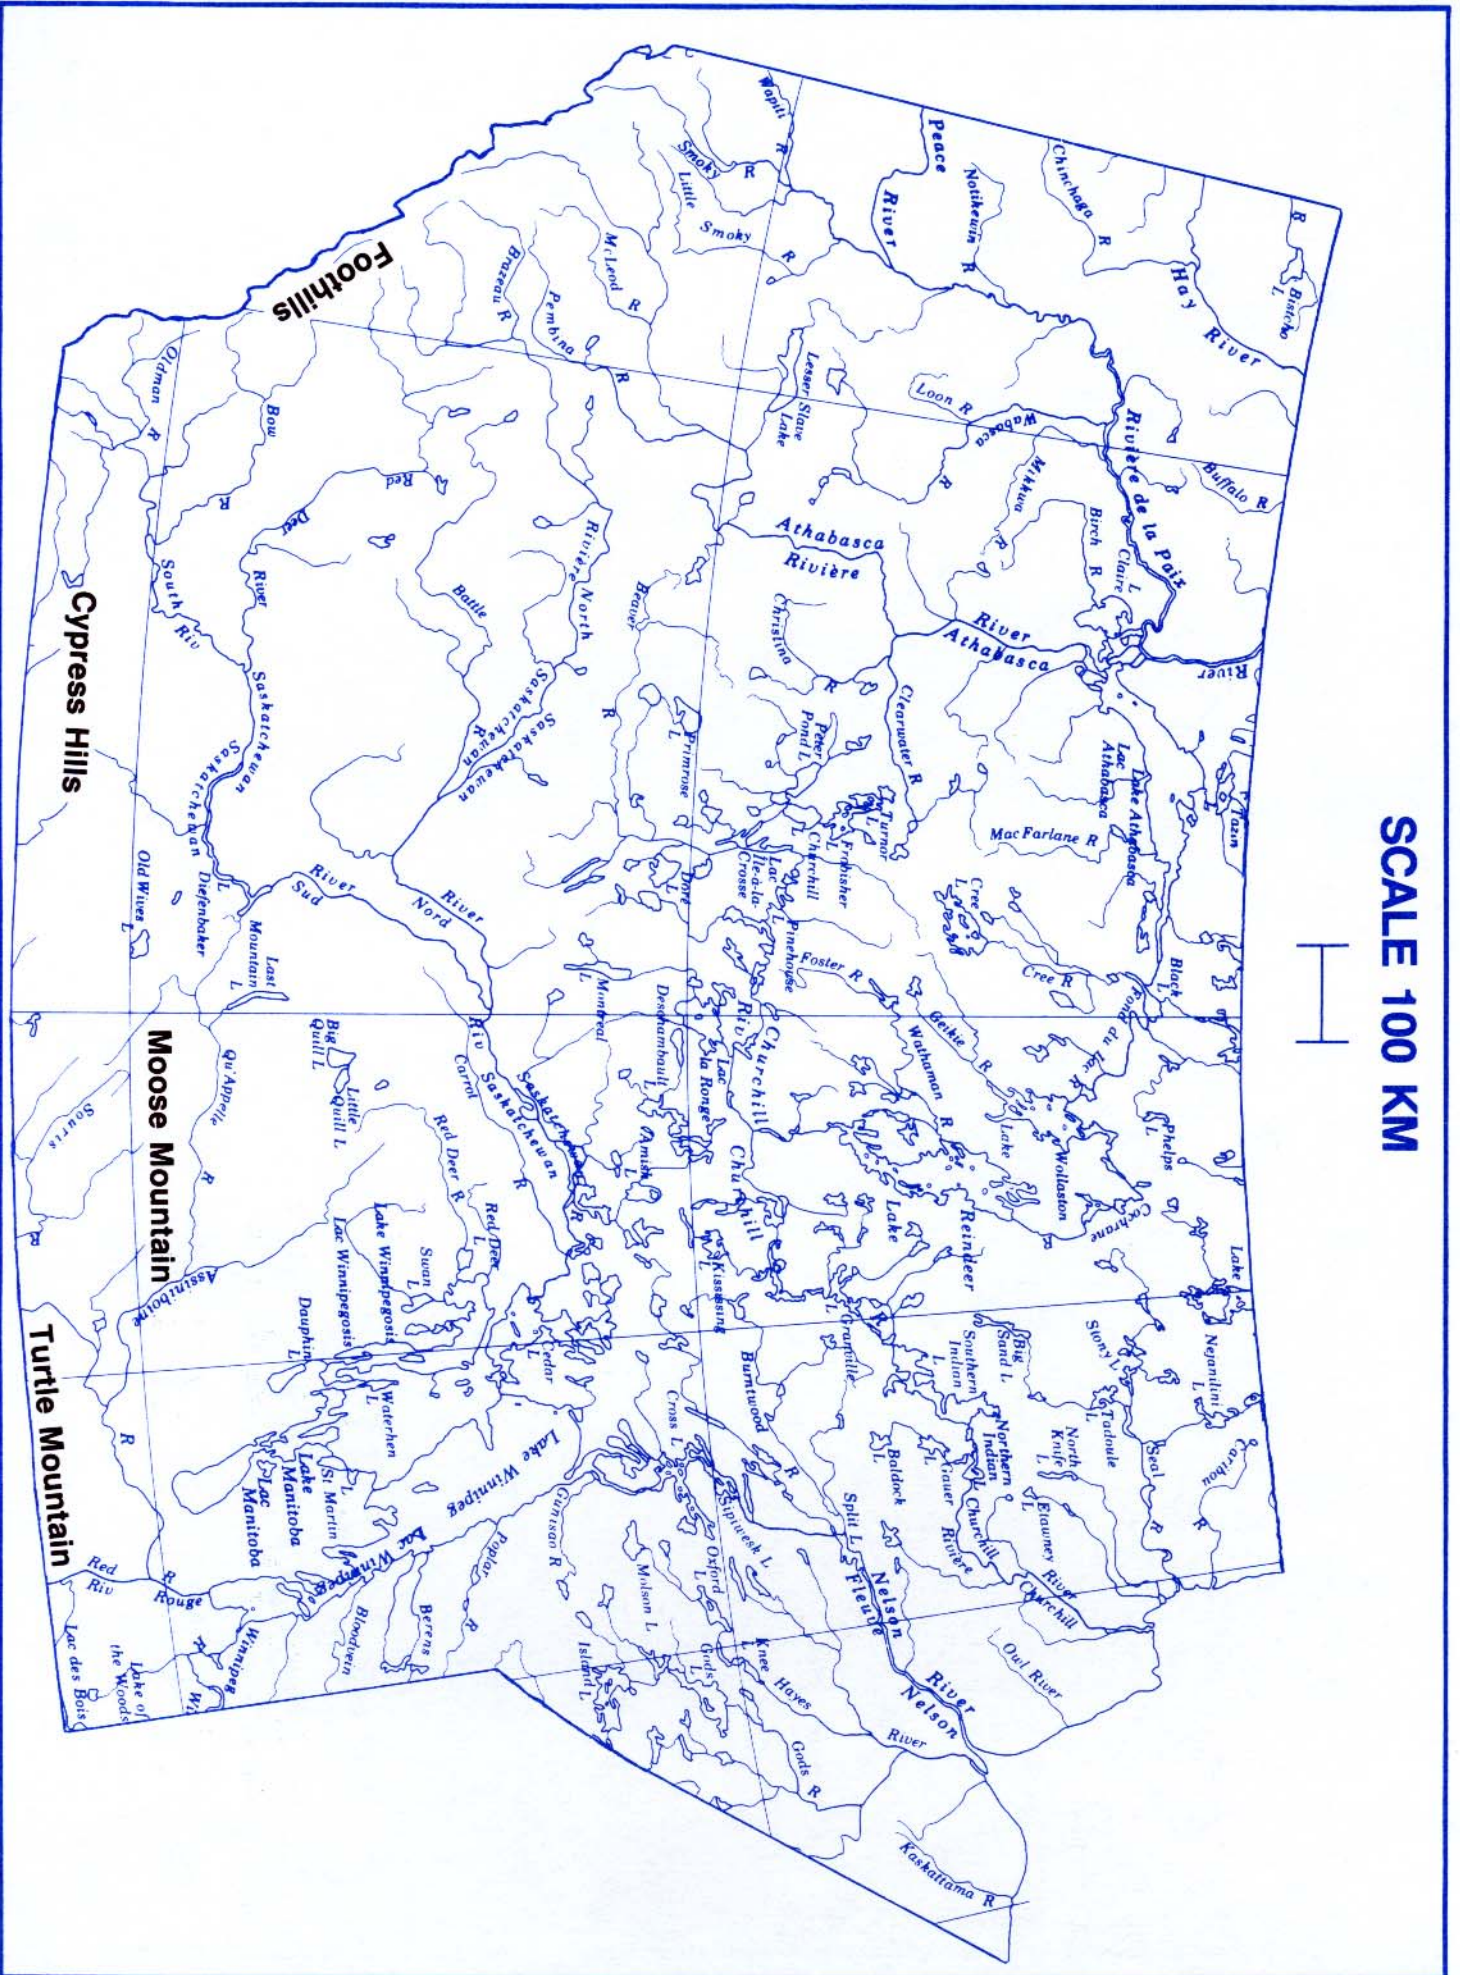 SCALE 100 KM
Bistcho
L
R
Hay River
Chinchaga
R
Notikewin
R
Peace
River
Wapiti
R
Smoky
R
Little
Smoky
R
McLeod
R
Pembina
R
Brazeau R
Foothills
Oldman
R
Bow
R
Red
Deer
River
Battle
Rivière North
Saskatchewan
Saskatchewan
R
Beaver
R
Lesser Slave
Lake
Loon R
Wabasca
R
Mikkwa
R
Birch R
Claire L
Rivière de la Paix
Buffalo R
River
Athabasca
Rivière
River
Athabasca
Christina
R
Clearwater R
Peter
Pond L
Primrose
L
Turnor
L
Frobisher
L
Churchill
L
Lac
Île-à-la-
Crosse
Doré
L
Lac
Athabasca
Lake Athabasca
Tazin
L
MacFarlane R
Cree
L
Cree R
Black
L
Fond du Lac R
Pinehouse
L
Foster R
Geikie R
Wathaman R
Montreal
L
Deschambault
L
Lac
la Ronge
Churchill
Riv
Churchill
Amisk
L
Kississing
L
Phelps
L
Wollaston
Lake
Cochrane
Reindeer
Lake
Lake
Nejanilini
L
Caribou
R
Stony L
Tadoule
L
Seal
R
Big
Sand L
Southern
Indian
L
Northern
Indian
L
North
Knife
L
Etawney
L
Gauer
L
Baldock
L
Granville
L
Churchill
Rivière
River
Churchill
Burntwood
R
Split L
Nelson
Fleuve
River
Nelson
Owl River
Sipiwesk L
Cross L
Oxford
L
Molson L
Knee
L
Gods
L
Island
L
Hayes
River
Gods
R
Kaskattama R
Gunisao R
Poplar
R
Berens
Bloodvein
Lake Winnipeg
Lac Winnipeg
Cedar
L
Red Deer
L
Red Deer R
Swan
L
Lake Winnipegosis
Lac Winnipegosis
Dauphin
L
Waterhen
L
St Martin
L
Lake
Manitoba
Lac
Manitoba
Winnipeg
R
Lake of
the Woods
Lac des Bois
Red
Riv
R
Rouge
Assiniboine
R
Qu'Appelle
R
Souris
Big
Quill L
Little
Quill L
Last
Mountain
L
Old Wives
L
Diefenbaker
L
South
Riv
Saskatchewan
Saskatchewan
River
Sud
River
Nord
Riv Saskatchewan
Saskatchewan
R
Carrot
R
Cypress Hills
Moose Mountain
Turtle Mountain